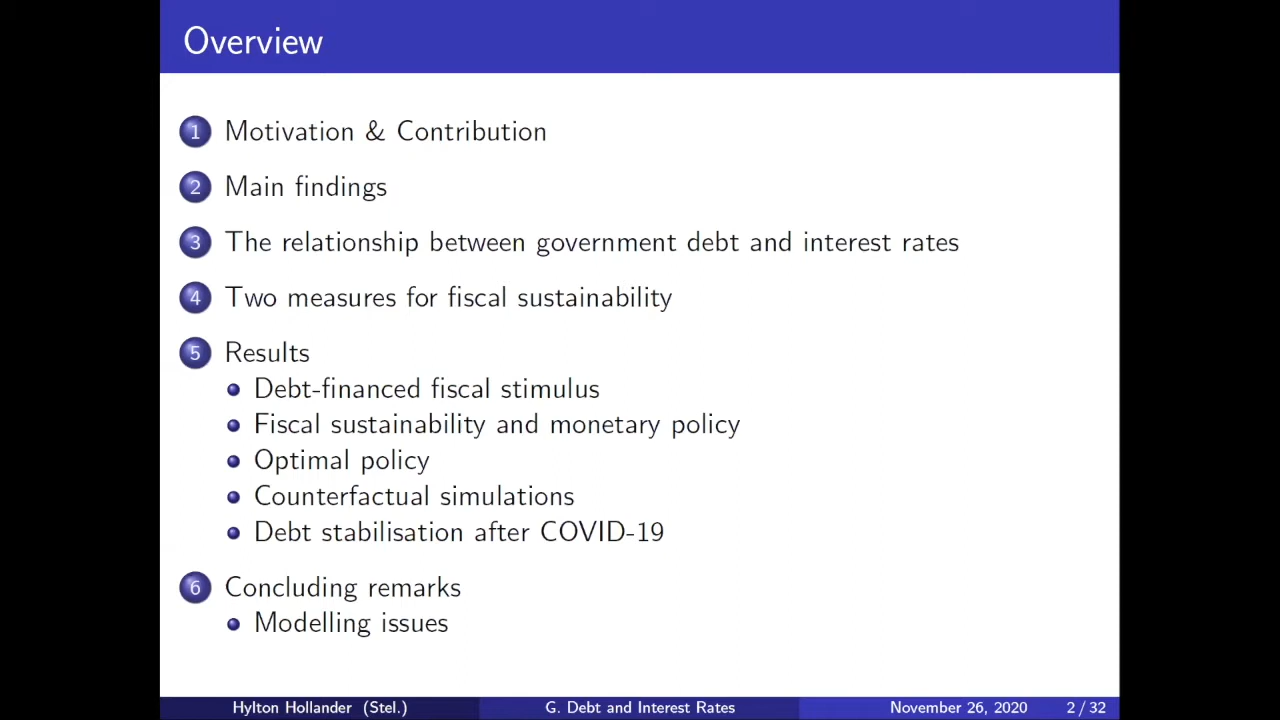 Overview
1 Motivation & Contribution
2 Main findings
3 The relationship between government debt and interest rates
4 Two measures for fiscal sustainability
5 Results
Debt-financed fiscal stimulus
Fiscal sustainability and monetary policy
Optimal policy
Counterfactual simulations
Debt stabilisation after COVID-19
6 Concluding remarks
Modelling issues
Hylton Hollander (Stel.) G. Debt and Interest Rates November 26, 2020 2 / 32